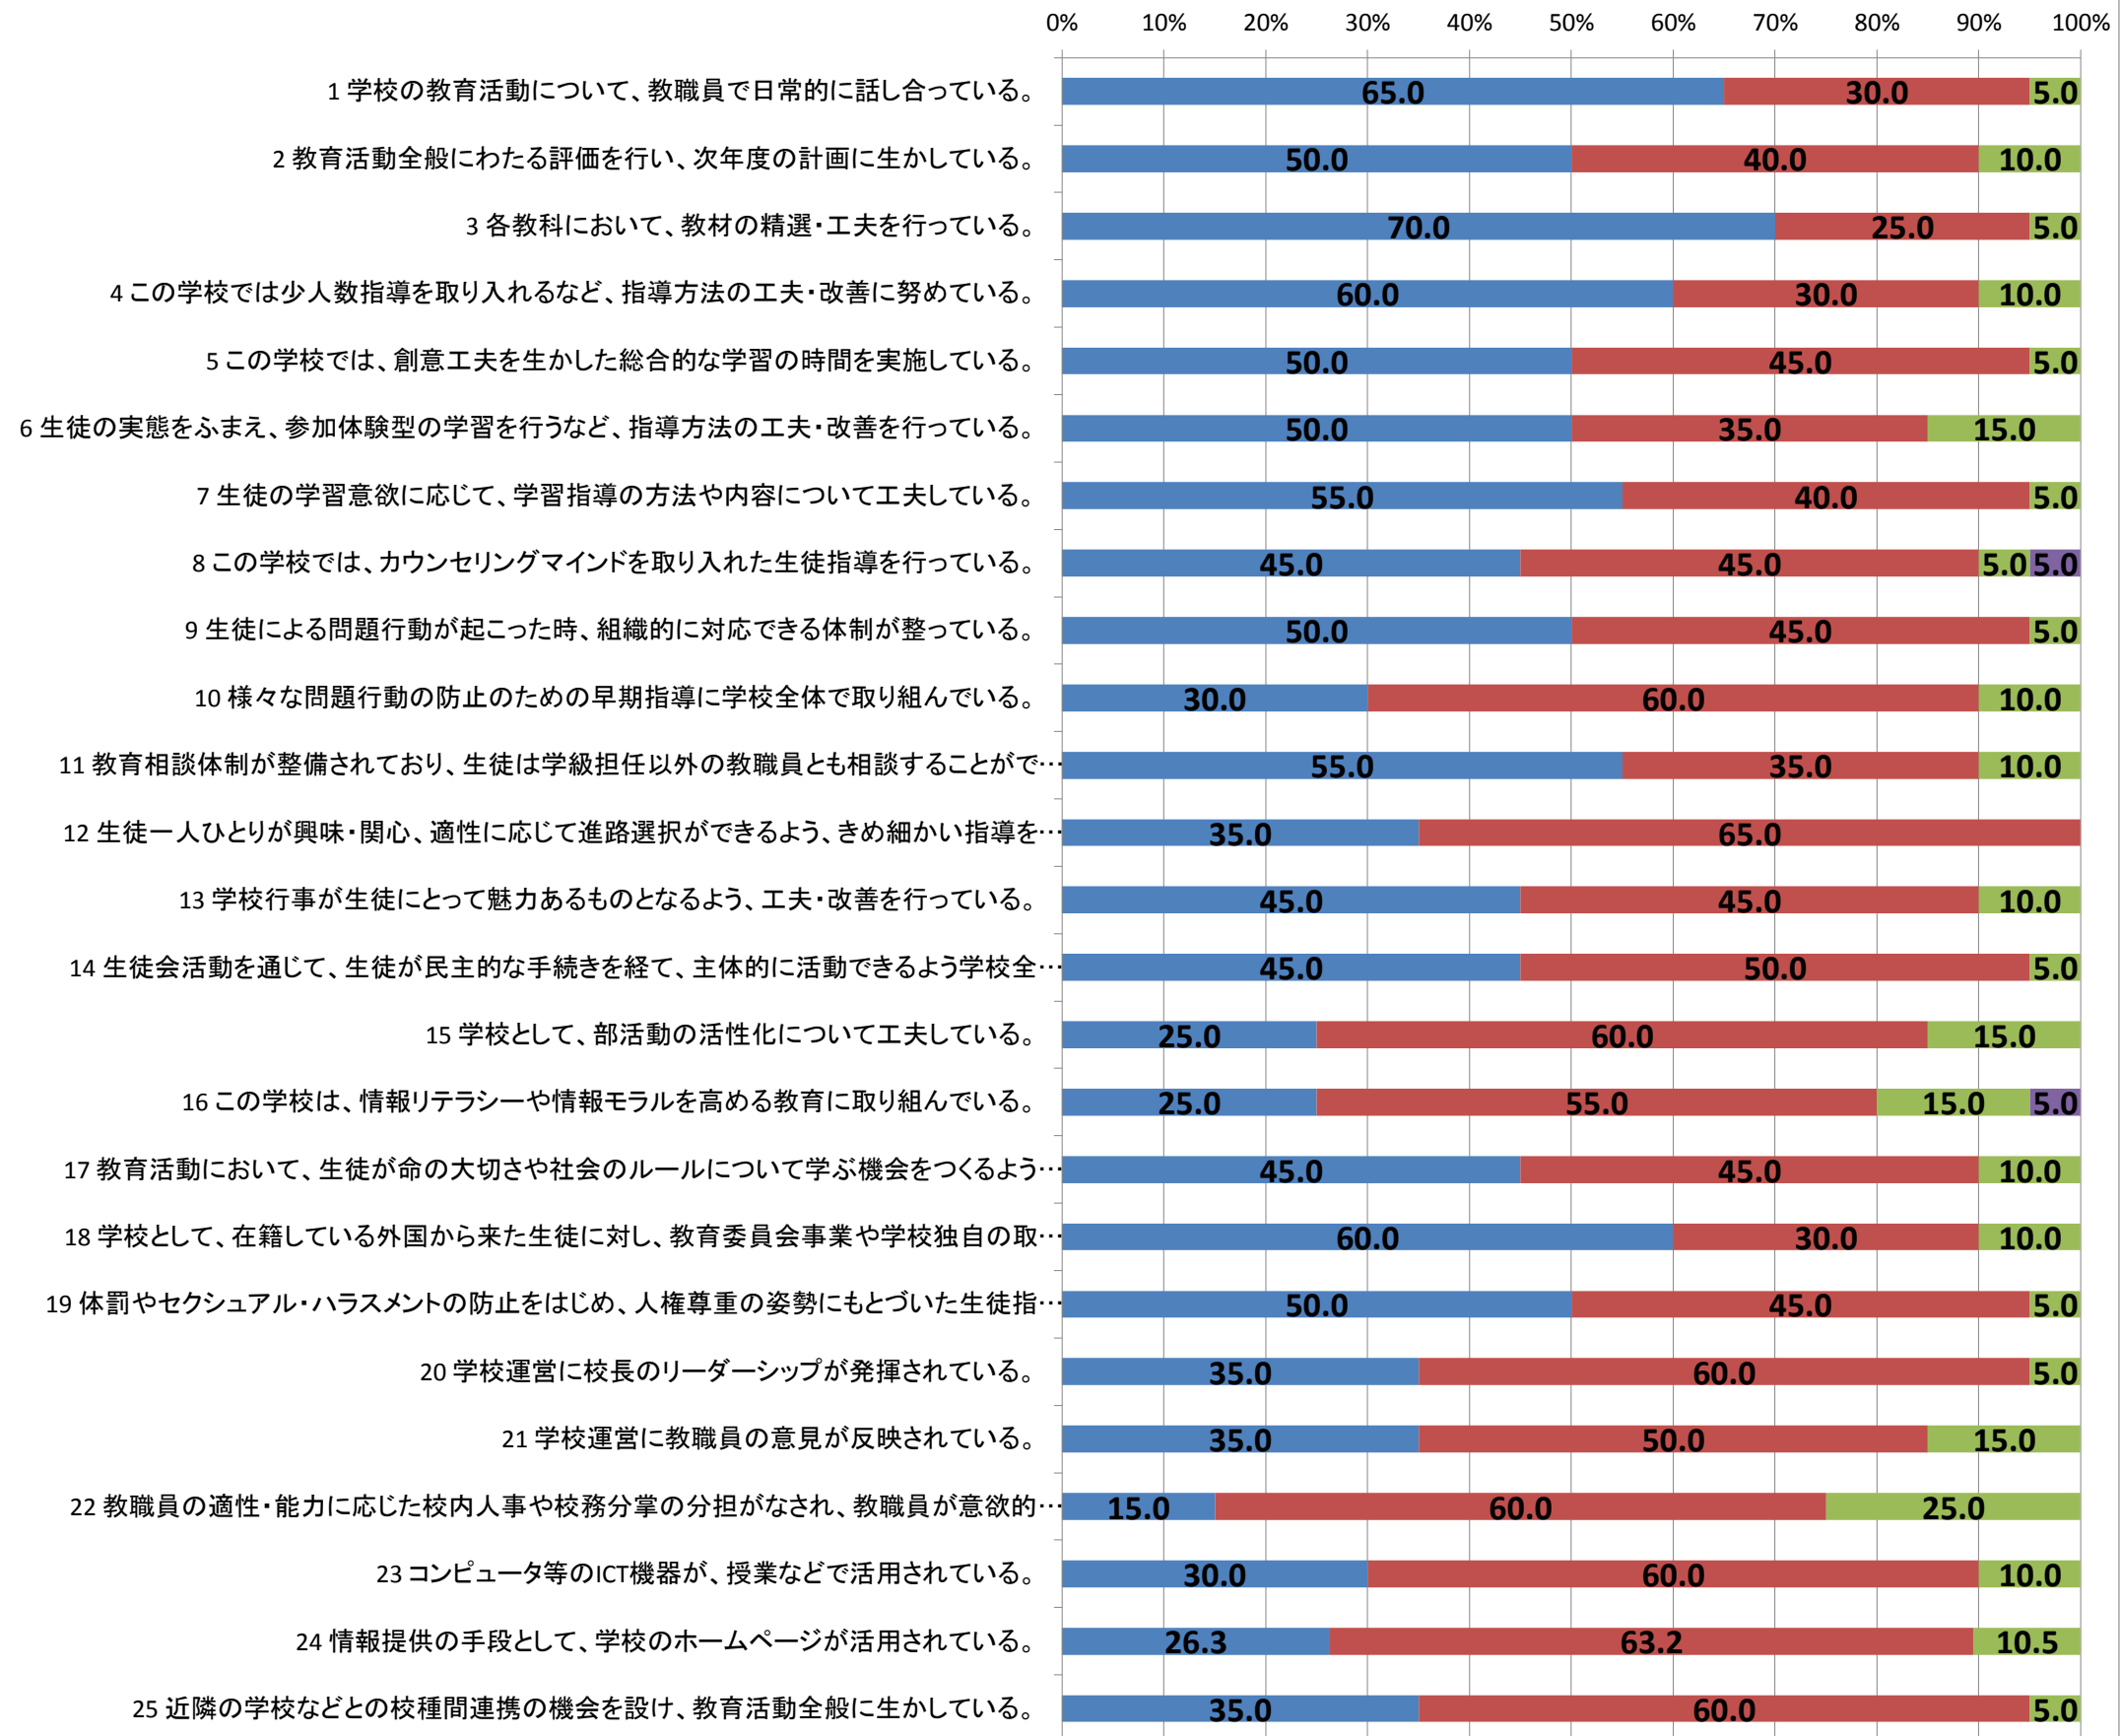 0% 10% 20% 30% 40% 50% 60% 70% 80% 90% 100%
1 学校の教育活動について、教職員で日常的に話し合っている。 65.0 30.0 5.0
2 教育活動全般にわたる評価を行い、次年度の計画に生かしている。 50.0 40.0 10.0
3 各教科において、教材の精選・工夫を行っている。 70.0 25.0 5.0
4 この学校では少人数指導を取り入れるなど、指導方法の工夫・改善に努めている。 60.0 30.0 10.0
5 この学校では、創意工夫を生かした総合的な学習の時間を実施している。 50.0 45.0 5.0
6 生徒の実態をふまえ、参加体験型の学習を行うなど、指導方法の工夫・改善を行っている。 50.0 35.0 15.0
7 生徒の学習意欲に応じて、学習指導の方法や内容について工夫している。 55.0 40.0 5.0
8 この学校では、カウンセリングマインドを取り入れた生徒指導を行っている。 45.0 45.0 5.0 5.0
9 生徒による問題行動が起こった時、組織的に対応できる体制が整っている。 50.0 45.0 5.0
10 様々な問題行動の防止のための早期指導に学校全体で取り組んでいる。 30.0 60.0 10.0
11 教育相談体制が整備されており、生徒は学級担任以外の教職員とも相談することがで… 55.0 35.0 10.0
12 生徒一人ひとりが興味・関心、適性に応じて進路選択ができるよう、きめ細かい指導を… 35.0 65.0
13 学校行事が生徒にとって魅力あるものとなるよう、工夫・改善を行っている。 45.0 45.0 10.0
14 生徒会活動を通じて、生徒が民主的な手続きを経て、主体的に活動できるよう学校全… 45.0 50.0 5.0
15 学校として、部活動の活性化について工夫している。 25.0 60.0 15.0
16 この学校は、情報リテラシーや情報モラルを高める教育に取り組んでいる。 25.0 55.0 15.0 5.0
17 教育活動において、生徒が命の大切さや社会のルールについて学ぶ機会をつくるよう… 45.0 45.0 10.0
18 学校として、在籍している外国から来た生徒に対し、教育委員会事業や学校独自の取… 60.0 30.0 10.0
19 体罰やセクシュアル・ハラスメントの防止をはじめ、人権尊重の姿勢にもとづいた生徒指… 50.0 45.0 5.0
20 学校運営に校長のリーダーシップが発揮されている。 35.0 60.0 5.0
21 学校運営に教職員の意見が反映されている。 35.0 50.0 15.0
22 教職員の適性・能力に応じた校内人事や校務分掌の分担がなされ、教職員が意欲的… 15.0 60.0 25.0
23 コンピュータ等のICT機器が、授業などで活用されている。 30.0 60.0 10.0
24 情報提供の手段として、学校のホームページが活用されている。 26.3 63.2 10.5
25 近隣の学校などとの校種間連携の機会を設け、教育活動全般に生かしている。 35.0 60.0 5.0